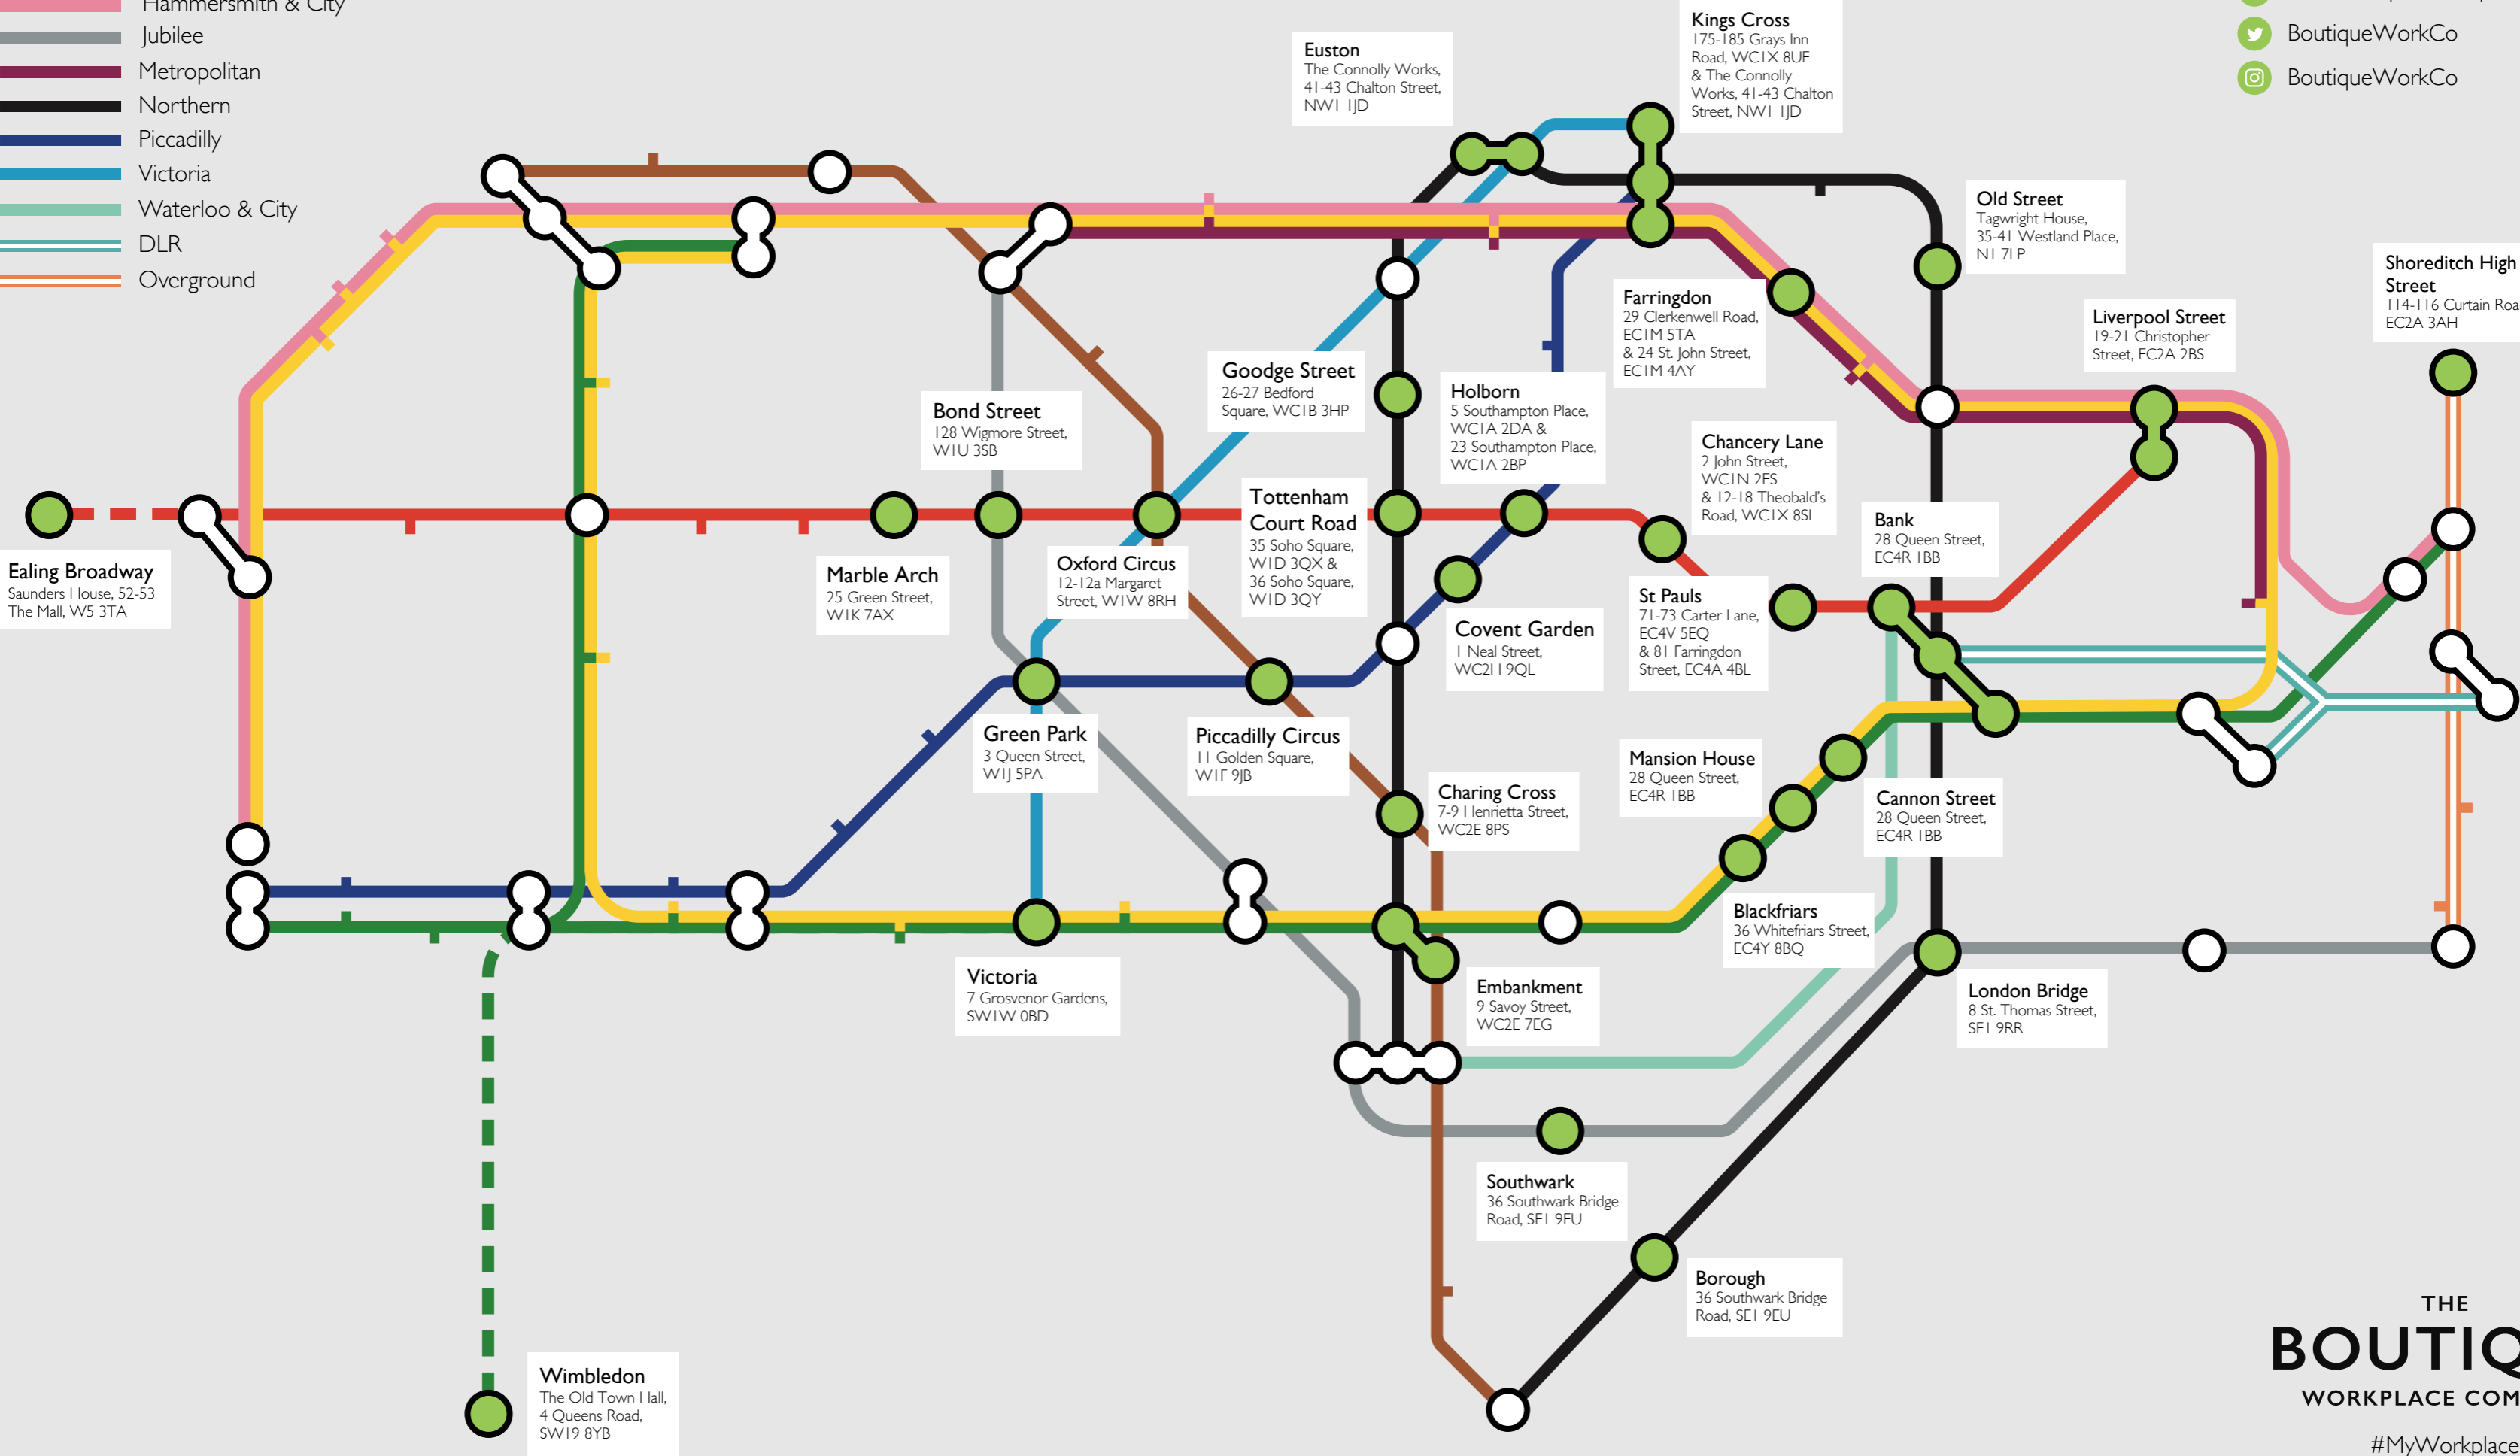 Hammersmith & City
Jubilee
Metropolitan
Northern
Piccadilly
Victoria
Waterloo & City
DLR
Overground
BoutiqueWorkCo
BoutiqueWorkCo
Euston
The Connolly Works,
41-43 Chalton Street,
NW1 1JD
Kings Cross
175-185 Grays Inn
Road, WC1X 8UE
& The Connolly
Works, 41-43 Chalton
Street, NW1 1JD
Old Street
Tagwright House,
35-41 Westland Place,
N1 7LP
Shoreditch High
Street
114-116 Curtain Roa
EC2A 3AH
Farringdon
29 Clerkenwell Road,
EC1M 5TA
& 24 St. John Street,
EC1M 4AY
Liverpool Street
19-21 Christopher
Street, EC2A 2BS
Goodge Street
26-27 Bedford
Square, WC1B 3HP
Holborn
5 Southampton Place,
WC1A 2DA &
23 Southampton Place,
WC1A 2BP
Bond Street
128 Wigmore Street,
W1U 3SB
Chancery Lane
2 John Street,
WC1N 2ES
& 12-18 Theobald's
Road, WC1X 8SL
Tottenham
Court Road
35 Soho Square,
W1D 3QX &
36 Soho Square,
W1D 3QY
Bank
28 Queen Street,
EC4R 1BB
Ealing Broadway
Saunders House, 52-53
The Mall, W5 3TA
Marble Arch
25 Green Street,
W1K 7AX
Oxford Circus
12-12a Margaret
Street, W1W 8RH
St Pauls
71-73 Carter Lane,
EC4V 5EQ
& 81 Farringdon
Street, EC4A 4BL
Covent Garden
1 Neal Street,
WC2H 9QL
Green Park
3 Queen Street,
W1J 5PA
Piccadilly Circus
11 Golden Square,
W1F 9JB
Mansion House
28 Queen Street,
EC4R 1BB
Charing Cross
7-9 Henrietta Street,
WC2E 8PS
Cannon Street
28 Queen Street,
EC4R 1BB
Blackfriars
36 Whitefriars Street,
EC4Y 8BQ
Victoria
7 Grosvenor Gardens,
SW1W 0BD
Embankment
9 Savoy Street,
WC2E 7EG
London Bridge
8 St. Thomas Street,
SE1 9RR
Southwark
36 Southwark Bridge
Road, SE1 9EU
Borough
36 Southwark Bridge
Road, SE1 9EU
Wimbledon
The Old Town Hall,
4 Queens Road,
SW19 8YB
THE
BOUTIQ
WORKPLACE COM
#MyWorkplace